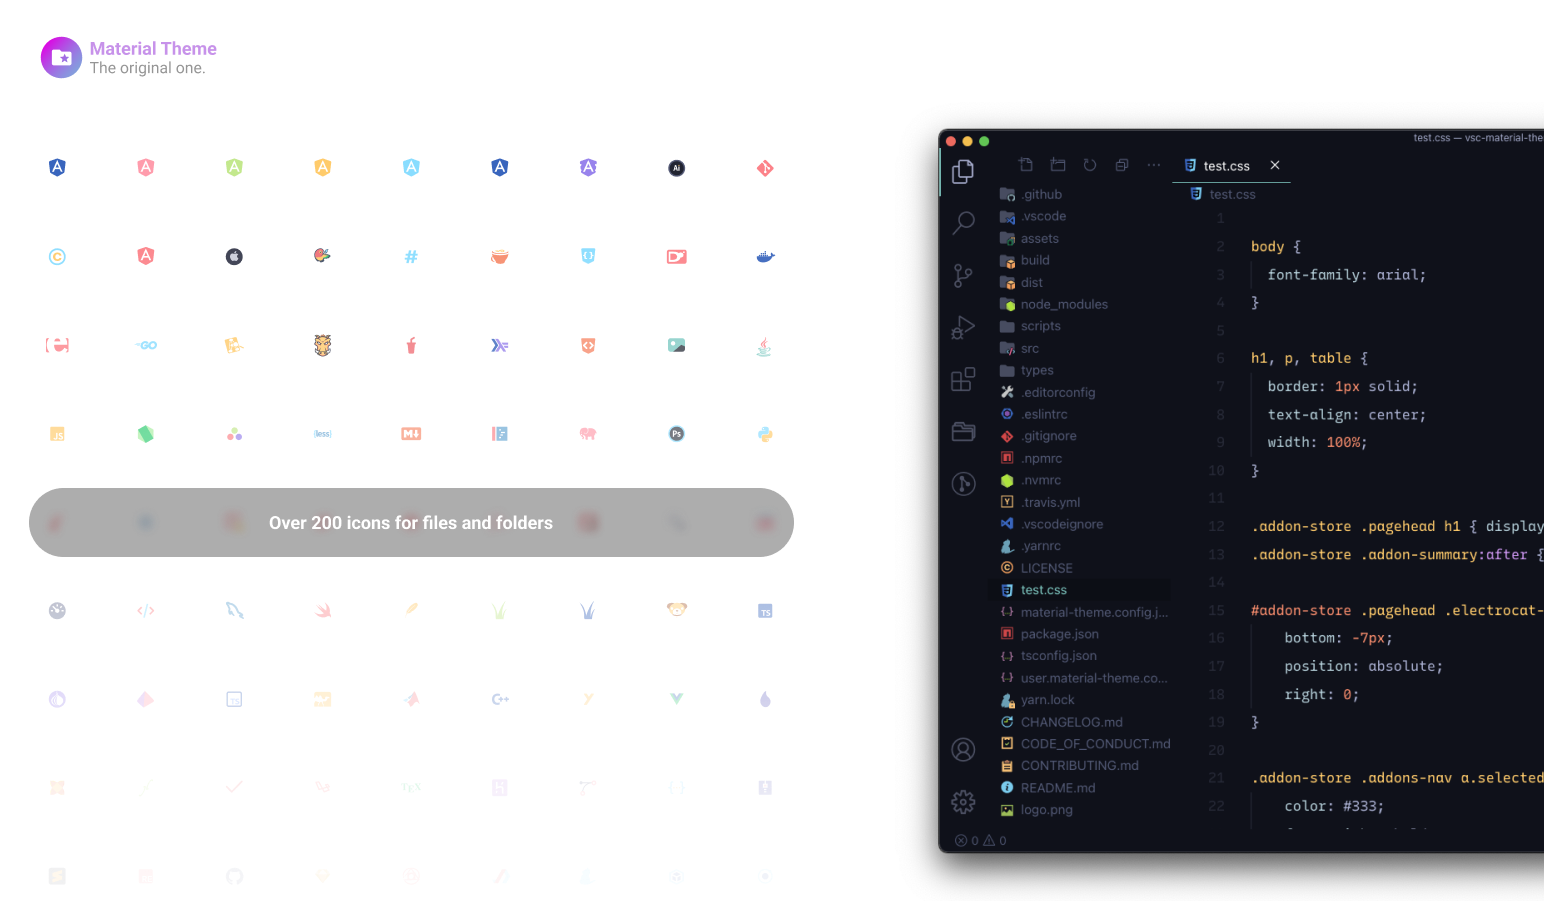 Material Theme
The original one.
Over 200 icons for files and folders
test.css — vsc-material-the
test.css
test.css
.github
.vscode
assets
build
dist
node_modules
scripts
src
types
.editorconfig
.eslintrc
.gitignore
.npmrc
.nvmrc
.travis.yml
.vscodeignore
.yarnrc
LICENSE
test.css
material-theme.config.j...
package.json
tsconfig.json
user.material-theme.co...
yarn.lock
CHANGELOG.md
CODE_OF_CONDUCT.md
CONTRIBUTING.md
README.md
logo.png
1
2 body {
3 font-family: arial;
4 }
5
6 h1, p, table {
7 border: 1px solid;
8 text-align: center;
9 width: 100%;
10 }
11
12 .addon-store .pagehead h1 { display
13 .addon-store .addon-summary:after {
14
15 #addon-store .pagehead .electrocat-
16 bottom: -7px;
17 position: absolute;
18 right: 0;
19 }
20
21 .addon-store .addons-nav a.selected
22 color: #333;
0 0